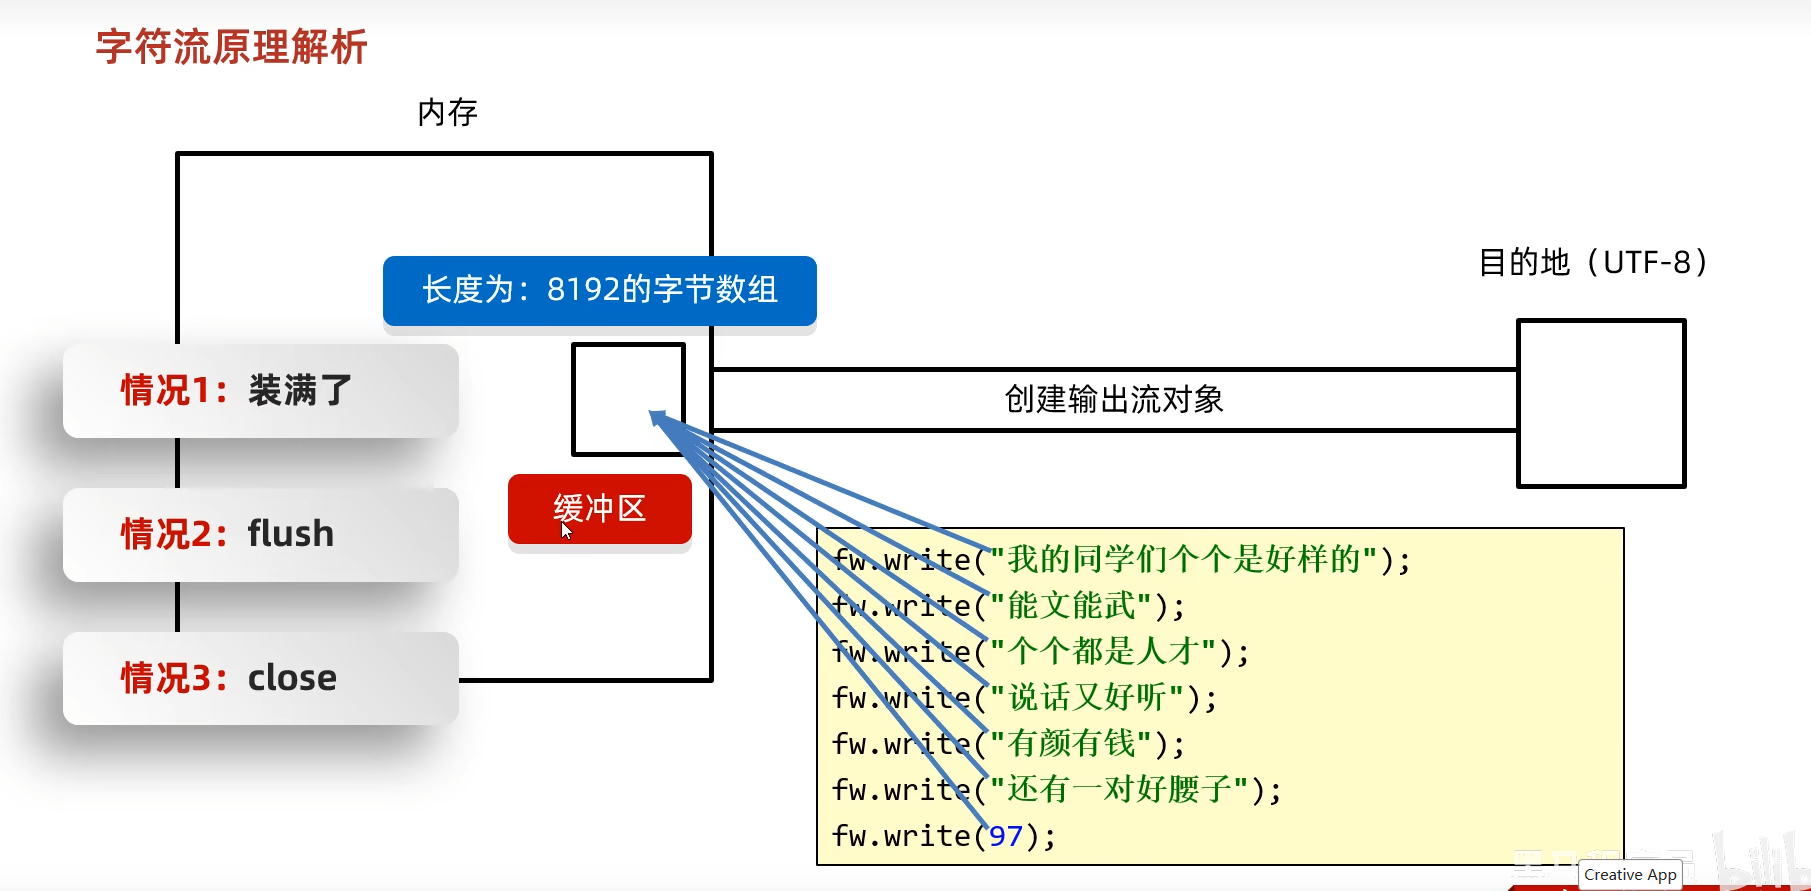 字符流原理解析
内存
长度为：8192的字节数组
目的地（UTF-8）
情况1：装满了
创建输出流对象
情况2：flush
缓冲区
情况3：close
fw.write("我的同学们个个是好样的");
fw.write("能文能武");
fw.write("个个都是人才");
fw.write("说话又好听");
fw.write("有颜有钱");
fw.write("还有一对好腰子");
fw.write(97);
Creative App